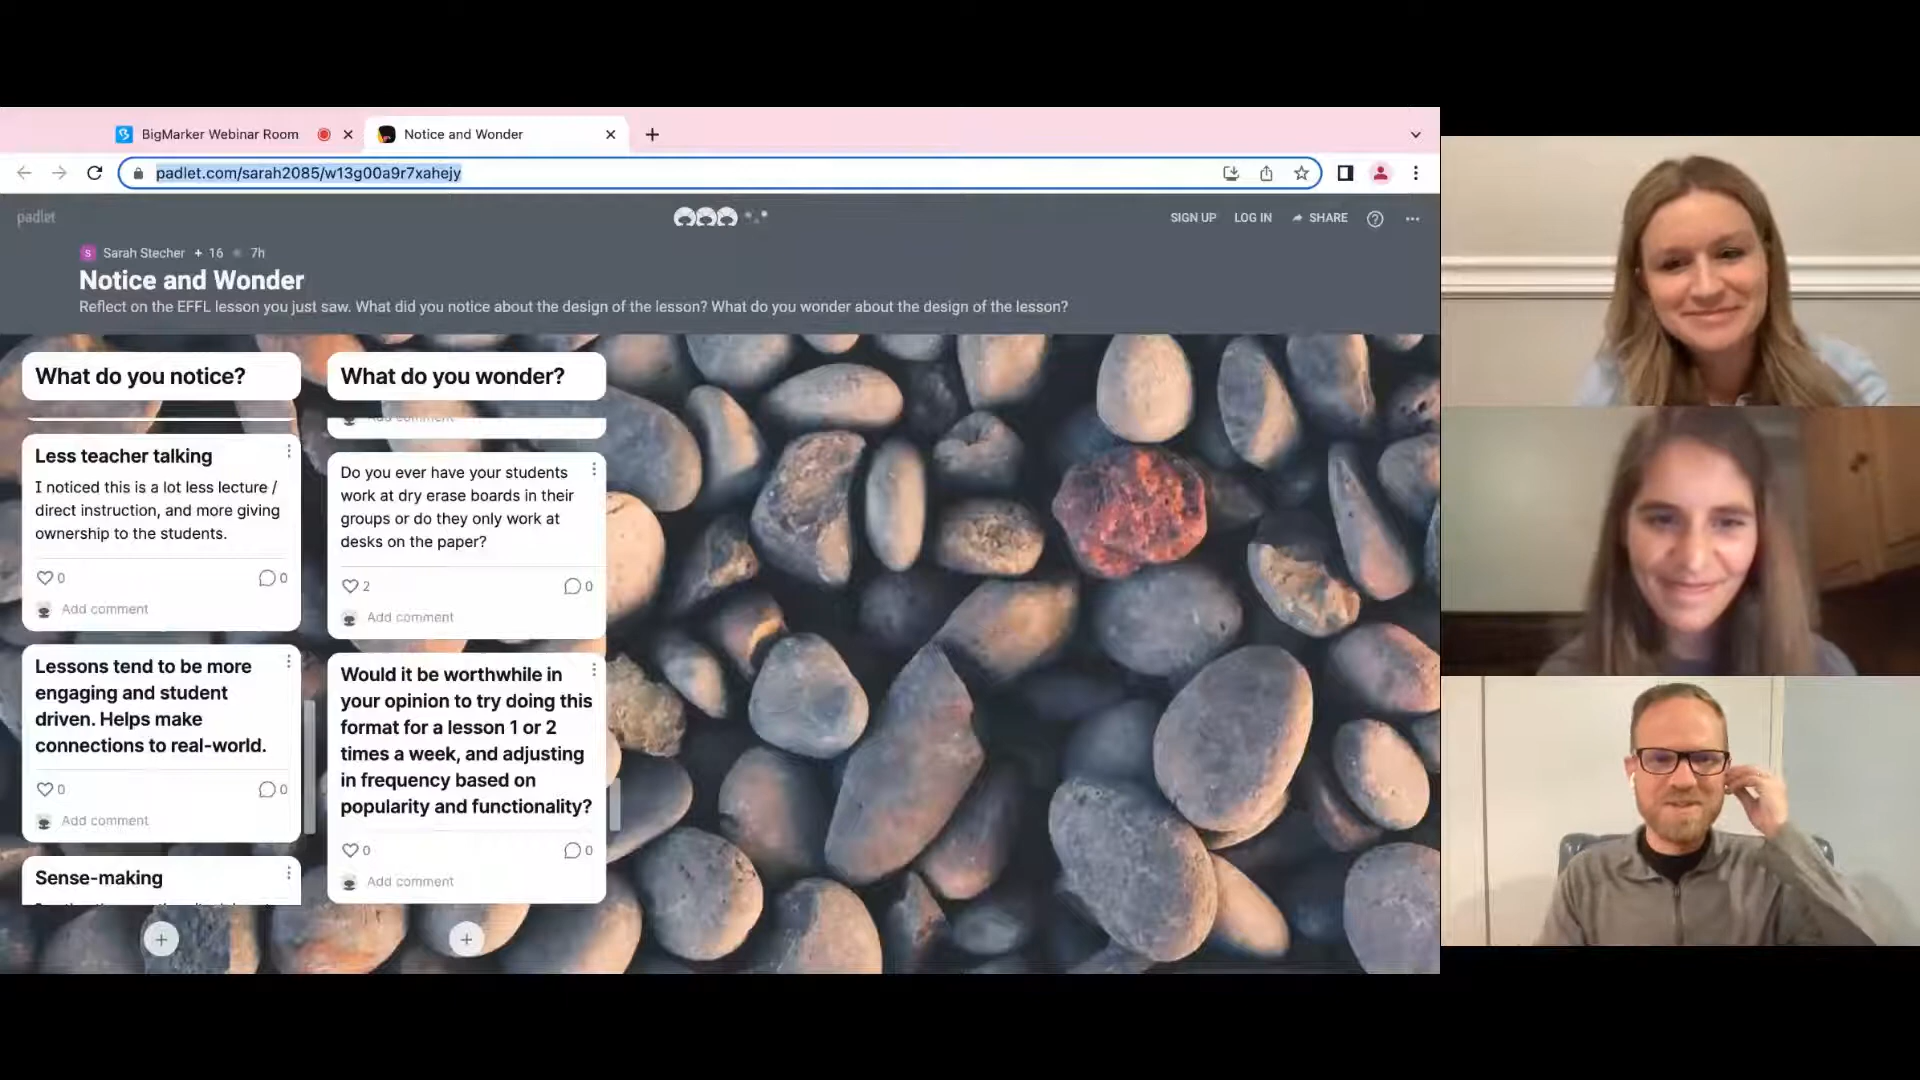 BigMarker Webinar Room
Notice and Wonder
padlet.com/sarah2085/w13g00a9r7xahejy
padlet
SIGN UP
LOG IN
SHARE
S
Sarah Stecher + 16
7h
Notice and Wonder
Reflect on the EFFL lesson you just saw. What did you notice about the design of the lesson? What do you wonder about the design of the lesson?
What do you notice?
Less teacher talking
I noticed this is a lot less lecture /
direct instruction, and more giving
ownership to the students.
0
0
Add comment
Lessons tend to be more
engaging and student
driven. Helps make
connections to real-world.
0
0
Add comment
Sense-making
What do you wonder?
Add comment
Do you ever have your students
work at dry erase boards in their
groups or do they only work at
desks on the paper?
2
0
Add comment
Would it be worthwhile in
your opinion to try doing this
format for a lesson 1 or 2
times a week, and adjusting
in frequency based on
popularity and functionality?
0
0
Add comment